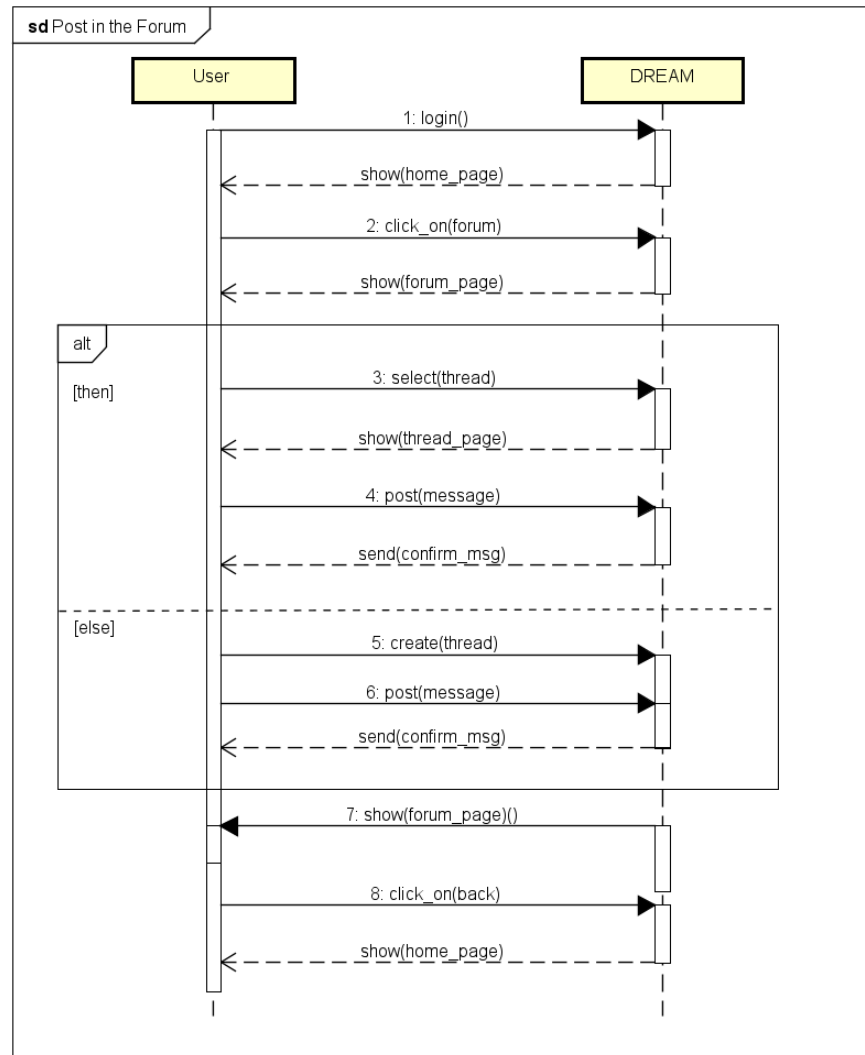 sd Post in the Forum
User
DREAM
1: login()
show(home_page)
2: click_on(forum)
show(forum_page)
alt
3: select(thread)
[then]
show(thread_page)
4: post(message)
send(confirm_msg)
[else]
5: create(thread)
6: post(message)
send(confirm_msg)
7: show(forum_page)()
8: click_on(back)
show(home_page)